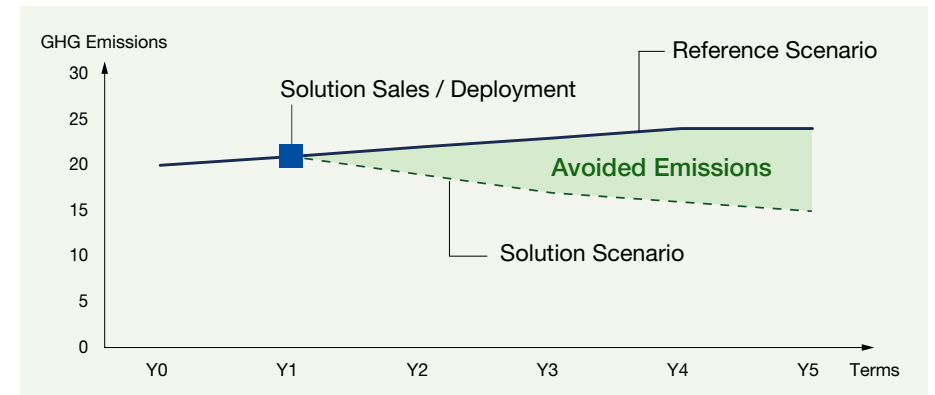 GHG Emissions
Reference Scenario
30
Solution Sales / Deployment
25
20
Avoided Emissions
15
10
Solution Scenario
5
0
Y0 Y1 Y2 Y3 Y4 Y5 Terms